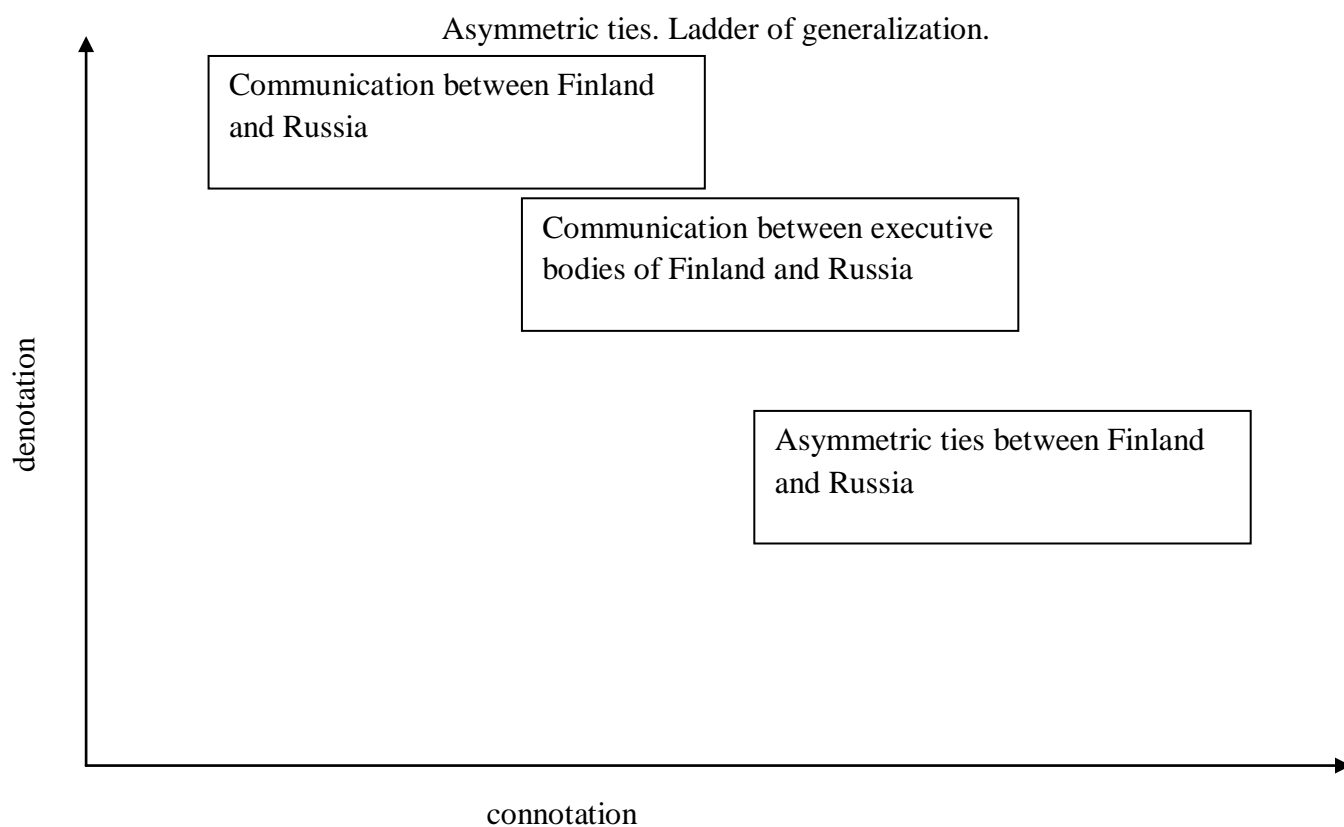 Asymmetric ties. Ladder of generalization.
Communication between Finland
and Russia
Communication between executive
bodies of Finland and Russia
denotation
Asymmetric ties between Finland
and Russia
connotation